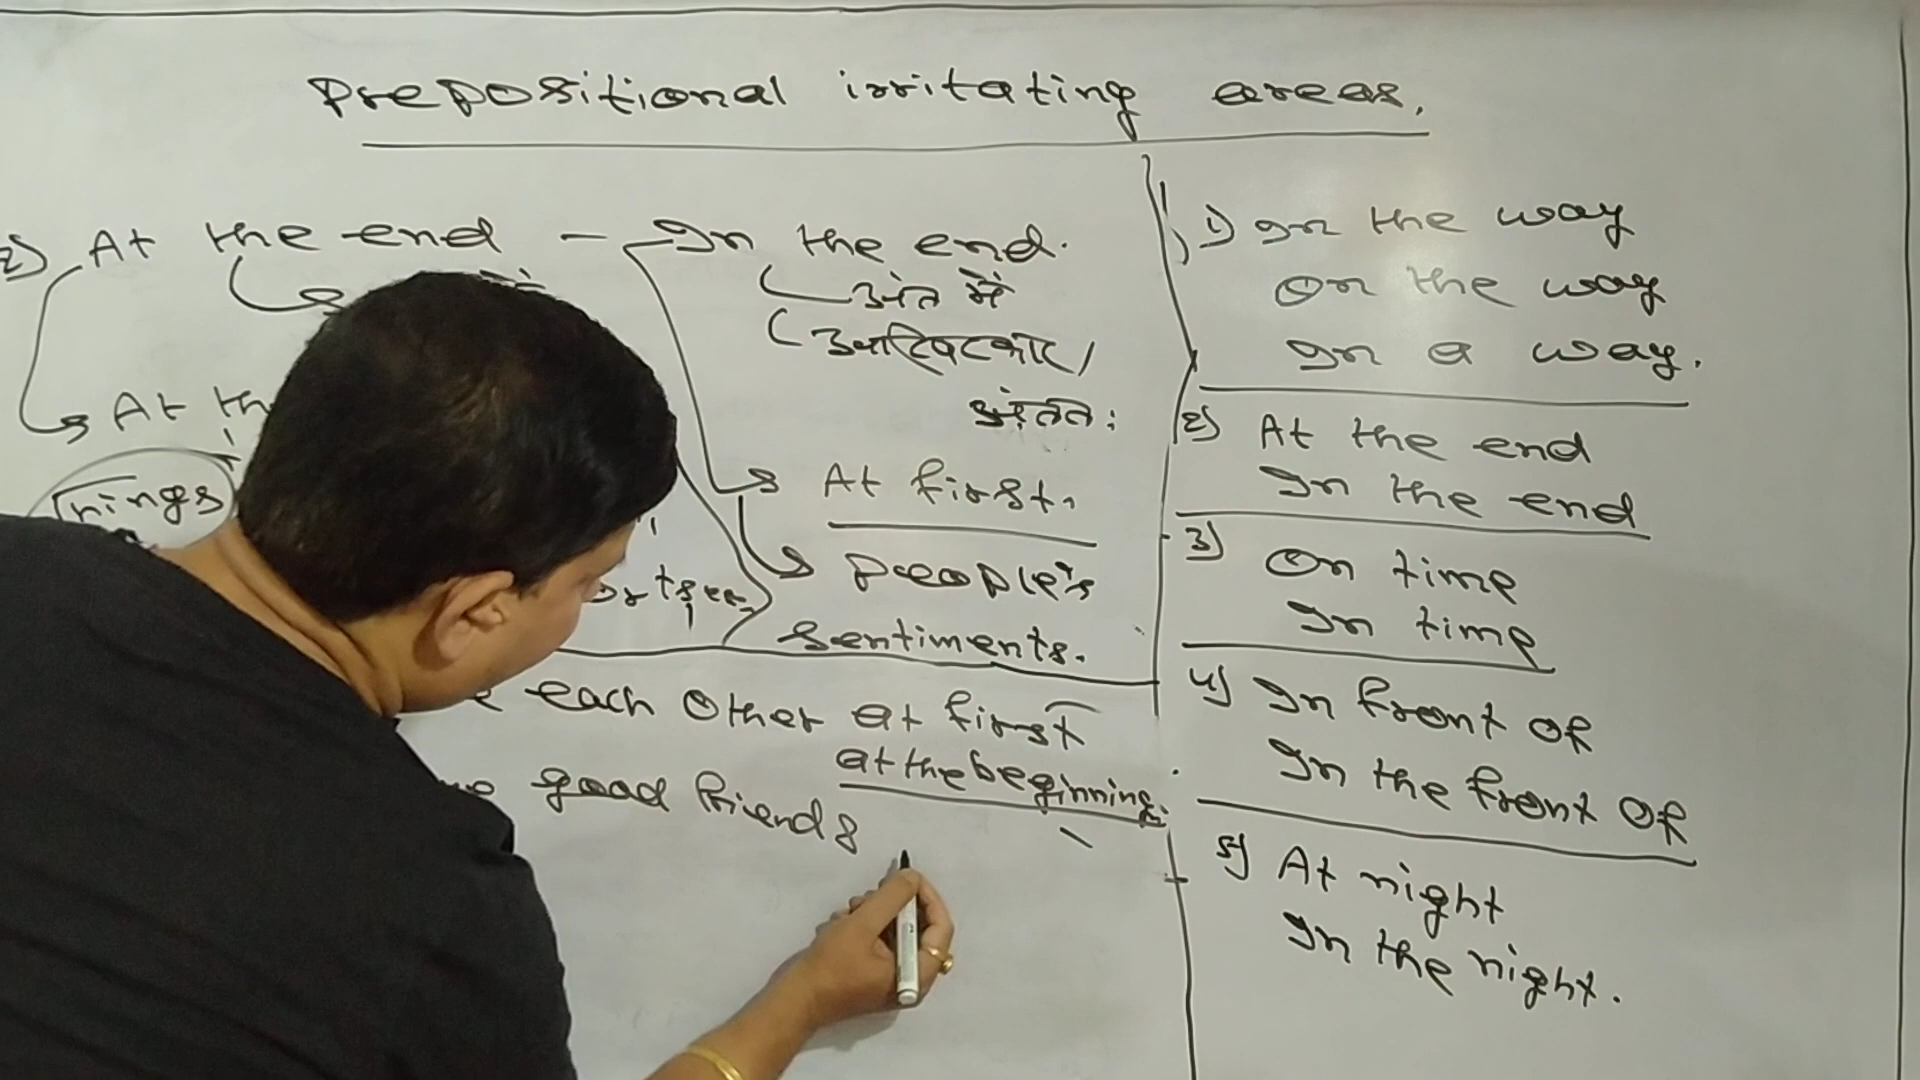 Prepositional irritating areas.
2) At the end - In the end.
अंत में
आखिरकार /
अंततः
At th
At first.
Things
People's
Sentiments.
each other at first
at the beginning.
good friends
1) In the way
On the way
In a way.
2) At the end
In the end
3) On time
In time
4) In front of
In the front of
5) At night
In the night.